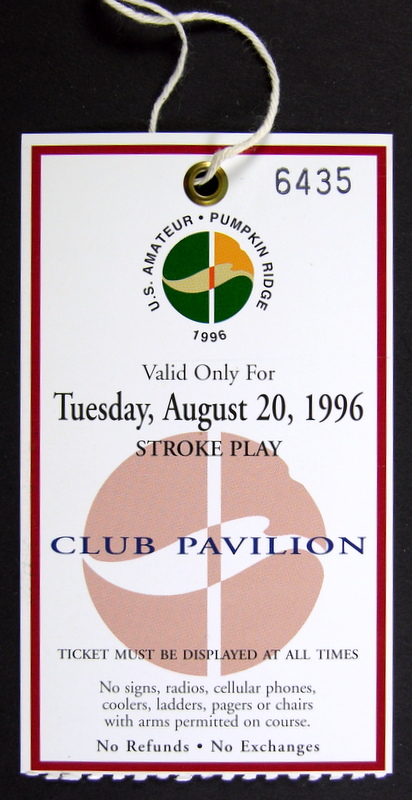 6435
U.S. AMATEUR • PUMPKIN RIDGE
1996
Valid Only For
Tuesday, August 20, 1996
STROKE PLAY
CLUB PAVILION
TICKET MUST BE DISPLAYED AT ALL TIMES
No signs, radios, cellular phones,
coolers, ladders, pagers or chairs
with arms permitted on course.
No Refunds • No Exchanges